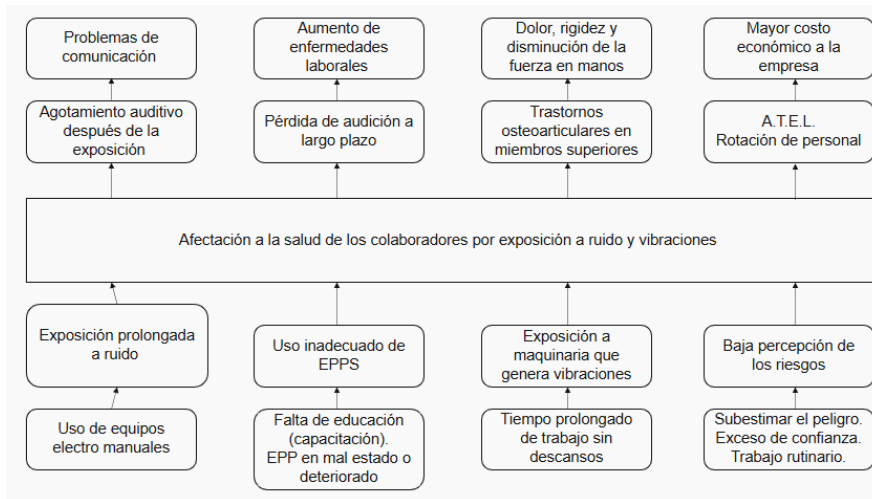 Problemas de
comunicación
Aumento de
enfermedades
laborales
Dolor, rigidez y
disminución de la
fuerza en manos
Mayor costo
económico a la
empresa
Agotamiento auditivo
después de la
exposición
Pérdida de audición a
largo plazo
Trastornos
osteoarticulares en
miembros superiores
A.T.E.L.
Rotación de personal
Afectación a la salud de los colaboradores por exposición a ruido y vibraciones
Exposición prolongada
a ruido
Uso inadecuado de
EPPS
Exposición a
maquinaria que
genera vibraciones
Baja percepción de
los riesgos
Uso de equipos
electro manuales
Falta de educación
(capacitación).
EPP en mal estado o
deteriorado
Tiempo prolongado
de trabajo sin
descansos
Subestimar el peligro.
Exceso de confianza.
Trabajo rutinario.